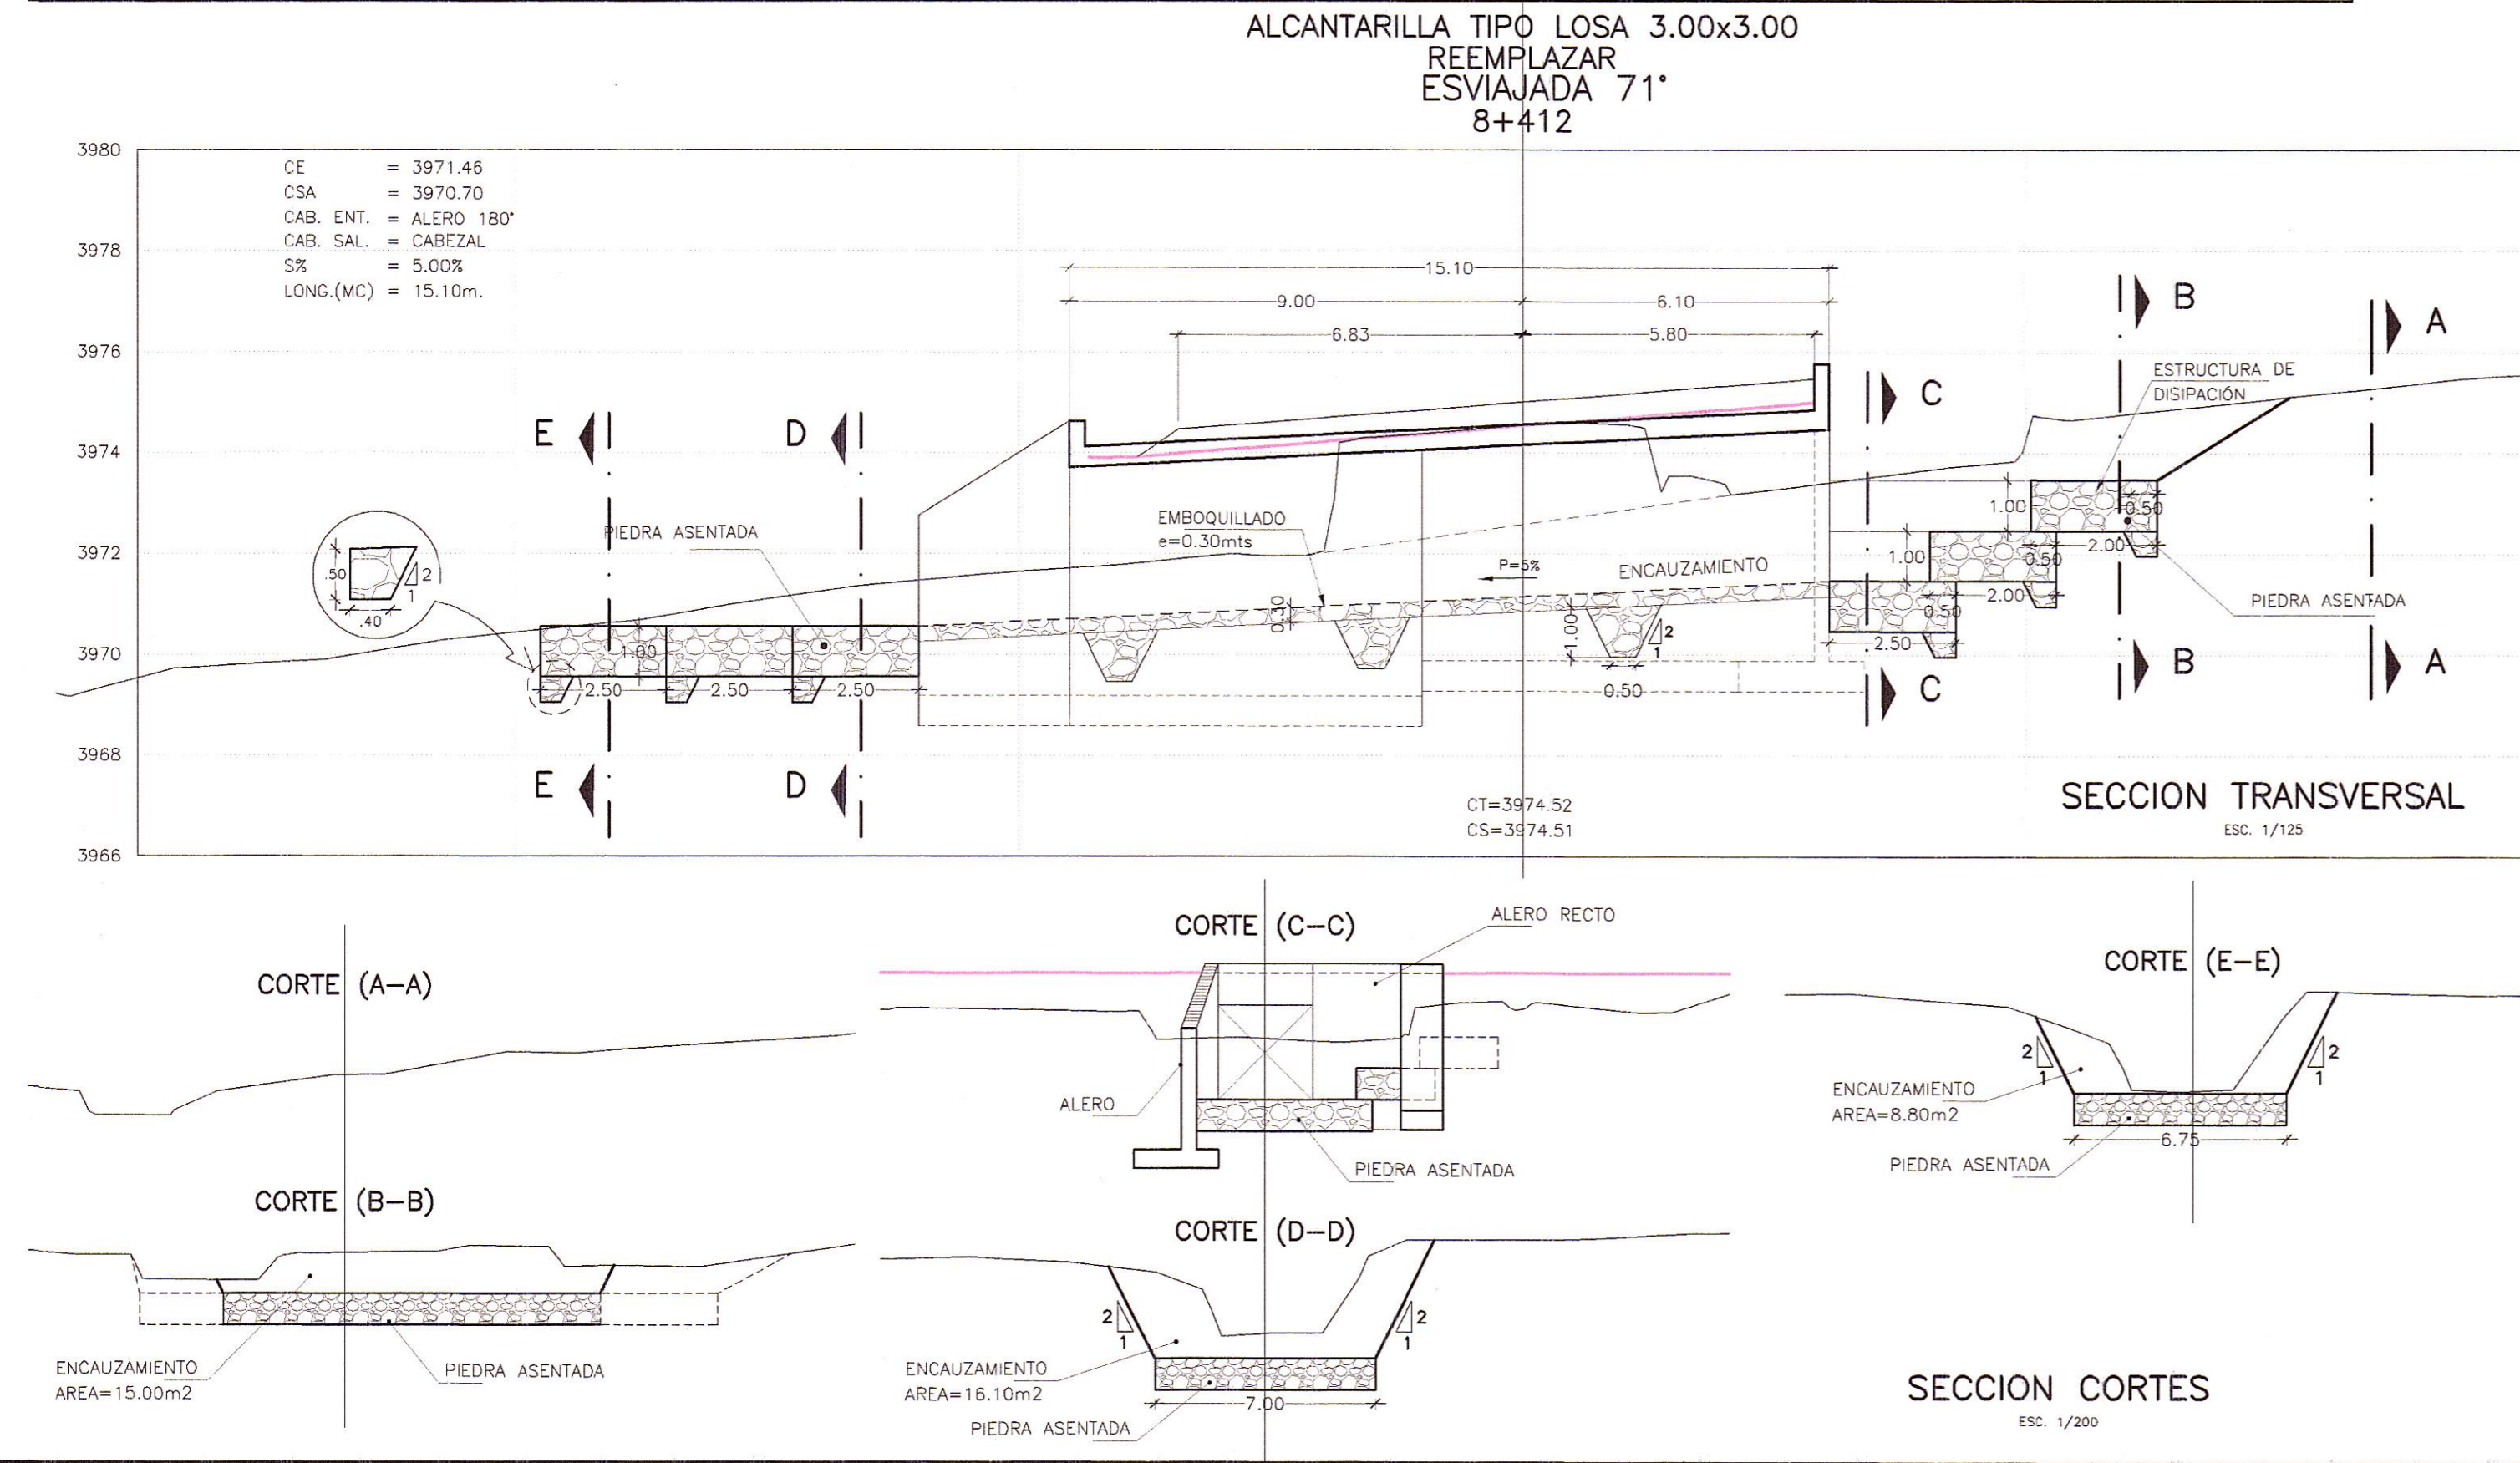 ALCANTARILLA TIPO LOSA 3.00x3.00
REEMPLAZAR
ESVIAJADA 71°
8+412
3980
3978
3976
3974
3972
3970
3968
3966
CE = 3971.46
CSA = 3970.70
CAB. ENT. = ALERO 180°
CAB. SAL. = CABEZAL
S% = 5.00%
LONG.(MC) = 15.10m.
15.10
9.00 6.10
6.83 5.80
B
A
ESTRUCTURA DE
DISIPACIÓN
C
E
D
PIEDRA ASENTADA
EMBOQUILLADO
e=0.30mts
P=5%
ENCAUZAMIENTO
1.00
0.50
2.00
1.00
0.50
2.00
0.50
2.50
PIEDRA ASENTADA
.50
2
1
.40
1.00
2.50
2.50
2.50
0.30
1.00
2
1
0.50
B
A
C
E
D
CT=3974.52
CS=3974.51
SECCION TRANSVERSAL
ESC. 1/125
CORTE (A-A)
CORTE (B-B)
ENCAUZAMIENTO
AREA=15.00m2
PIEDRA ASENTADA
CORTE (C-C)
ALERO RECTO
ALERO
PIEDRA ASENTADA
CORTE (D-D)
2
1
2
1
ENCAUZAMIENTO
AREA=16.10m2
7.00
PIEDRA ASENTADA
CORTE (E-E)
2
1
2
1
ENCAUZAMIENTO
AREA=8.80m2
6.75
PIEDRA ASENTADA
SECCION CORTES
ESC. 1/200